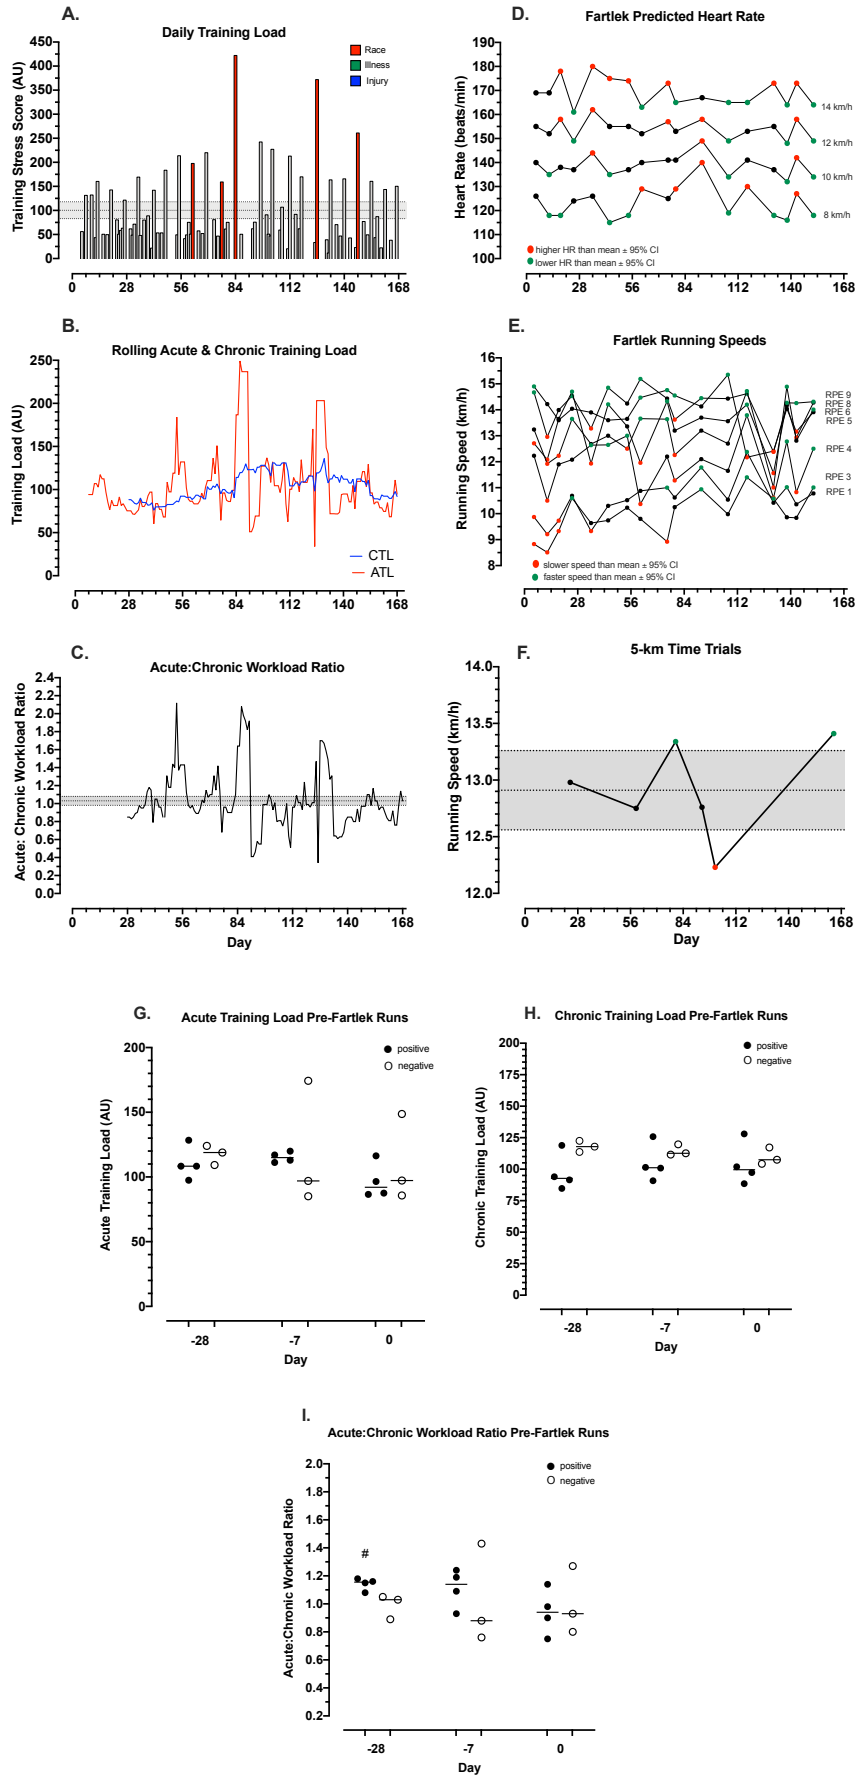 A.
Daily Training Load
Training Stress Score (AU)
450
400
350
300
250
200
150
100
50
0
Race
Illness
Injury
0 28 56 84 112 140 168
D.
Fartlek Predicted Heart Rate
Heart Rate (beats/min)
190
180
170
160
150
140
130
120
110
100
14 km/h
12 km/h
10 km/h
8 km/h
higher HR than mean ± 95% CI
lower HR than mean ± 95% CI
0 28 56 84 112 140 168
B.
Rolling Acute & Chronic Training Load
Training Load (AU)
250
200
150
100
50
0
CTL
ATL
0 28 56 84 112 140 168
E.
Fartlek Running Speeds
Running Speed (km/h)
16
15
14
13
12
11
10
9
8
RPE 9
RPE 8
RPE 6
RPE 5
RPE 4
RPE 3
RPE 1
slower speed than mean ± 95% CI
faster speed than mean ± 95% CI
0 28 56 84 112 140 168
C.
Acute:Chronic Workload Ratio
Acute: Chronic Workload Ratio
2.4
2.2
2.0
1.8
1.6
1.4
1.2
1.0
0.8
0.6
0.4
0.2
0.0
0 28 56 84 112 140 168
Day
F.
5-km Time Trials
Running Speed (km/h)
14.0
13.5
13.0
12.5
12.0
0 28 56 84 112 140 168
Day
G.
Acute Training Load Pre-Fartlek Runs
Acute Training Load (AU)
200
150
100
50
0
positive
negative
-28 -7 0
Day
H.
Chronic Training Load Pre-Fartlek Runs
Chronic Training Load (AU)
200
175
150
125
100
75
50
25
0
positive
negative
-28 -7 0
Day
I.
Acute:Chronic Workload Ratio Pre-Fartlek Runs
Acute:Chronic Workload Ratio
2.0
1.8
1.6
1.4
1.2
1.0
0.8
0.6
0.4
0.2
positive
negative
#
-28 -7 0
Day